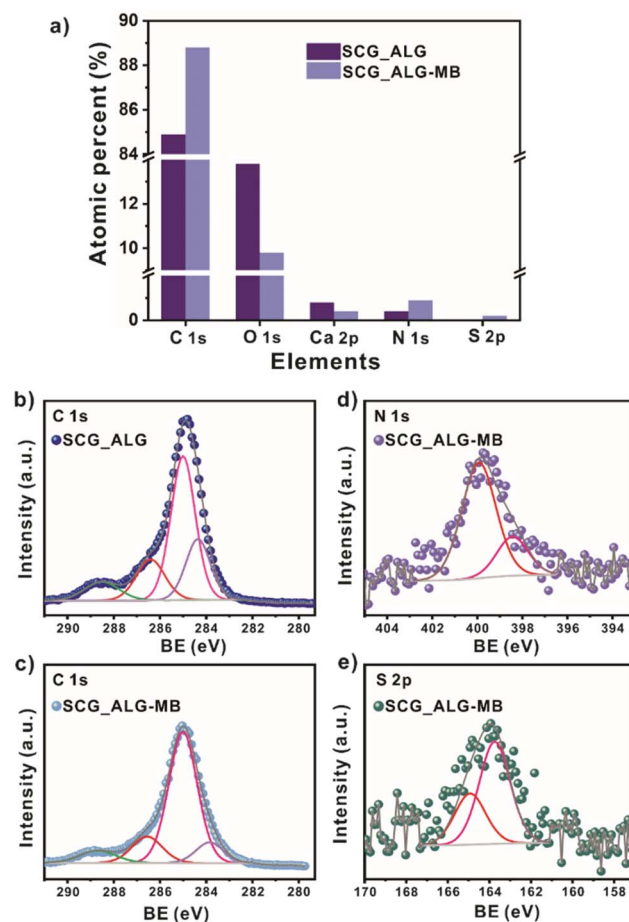 a)
90
88
86
84
12
10
0
Atomic percent (%)
SCG_ALG
SCG_ALG-MB
C 1s O 1s Ca 2p N 1s S 2p
Elements
b)
C 1s
SCG_ALG
Intensity (a.u.)
290 288 286 284 282 280
BE (eV)
d)
N 1s
SCG_ALG-MB
Intensity (a.u.)
404 402 400 398 396 394
BE (eV)
c)
C 1s
SCG_ALG-MB
Intensity (a.u.)
290 288 286 284 282 280
BE (eV)
e)
S 2p
SCG_ALG-MB
Intensity (a.u.)
170 168 166 164 162 160 158
BE (eV)